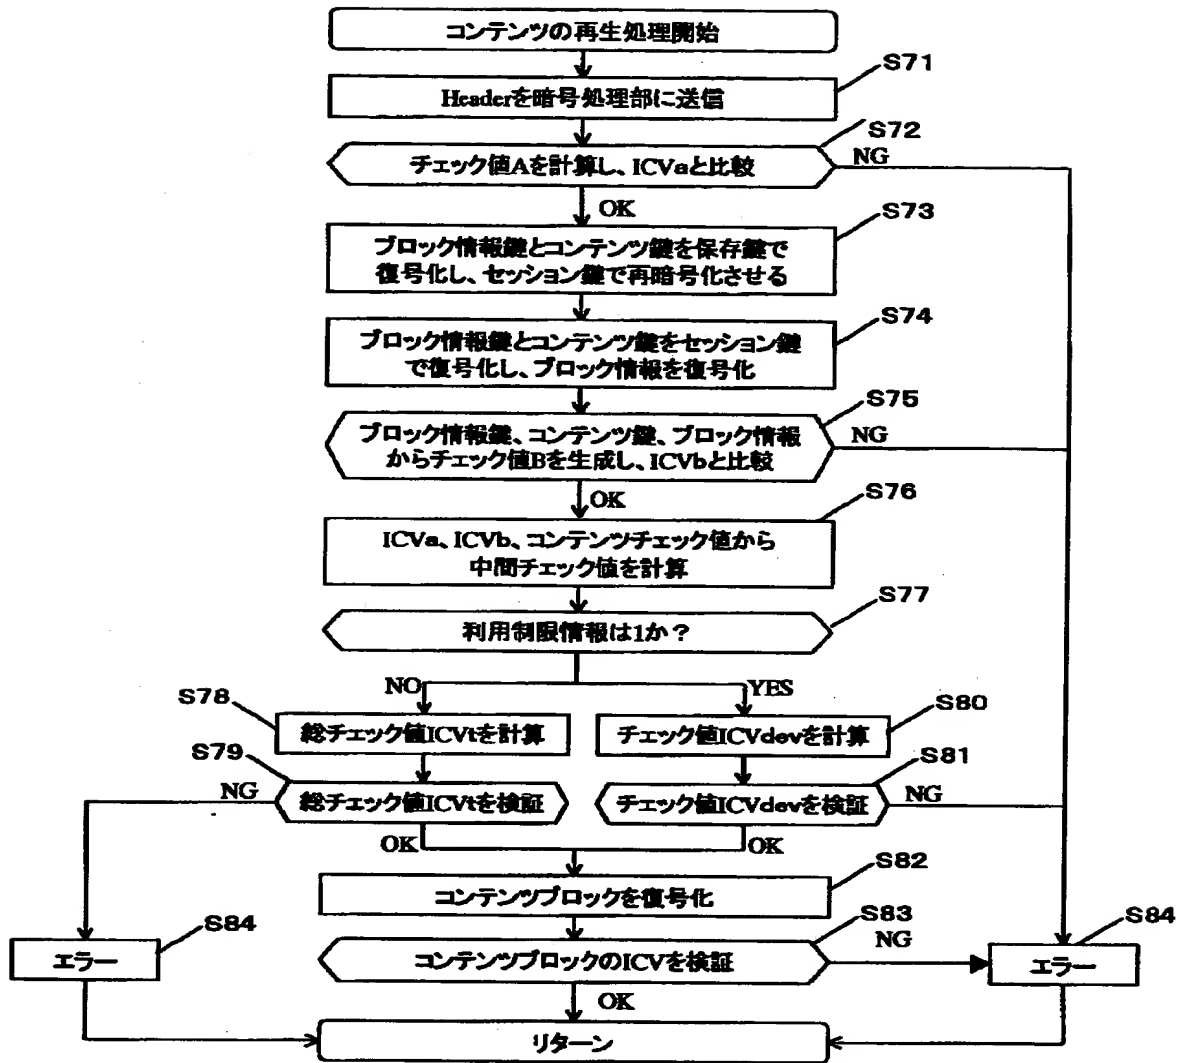 コンテンツの再生処理開始
S71
Headerを暗号処理部に送信
S72
チェック値Aを計算し、ICVaと比較
NG
OK
S73
ブロック情報鍵とコンテンツ鍵を保存鍵で
復号化し、セッション鍵で再暗号化させる
S74
ブロック情報鍵とコンテンツ鍵をセッション鍵
で復号化し、ブロック情報を復号化
S75
ブロック情報鍵、コンテンツ鍵、ブロック情報
からチェック値Bを生成し、ICVbと比較
NG
OK
S76
ICVa、ICVb、コンテンツチェック値から
中間チェック値を計算
S77
利用制限情報は1か？
NO
YES
S78
総チェック値ICVtを計算
S80
チェック値ICVdevを計算
S79
NG
総チェック値ICVtを検証
S81
チェック値ICVdevを検証
NG
OK
OK
S82
コンテンツブロックを復号化
S83
コンテンツブロックのICVを検証
NG
S84
エラー
S84
エラー
OK
リターン